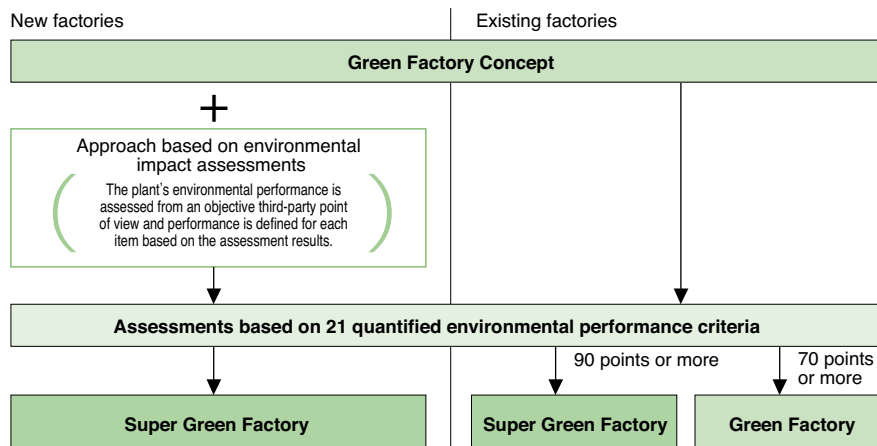 New factories
Existing factories
Green Factory Concept
+
Approach based on environmental
impact assessments
The plant's environmental performance is
assessed from an objective third-party point
of view and performance is defined for each
item based on the assessment results.
Assessments based on 21 quantified environmental performance criteria
90 points or more
70 points
or more
Super Green Factory
Super Green Factory
Green Factory